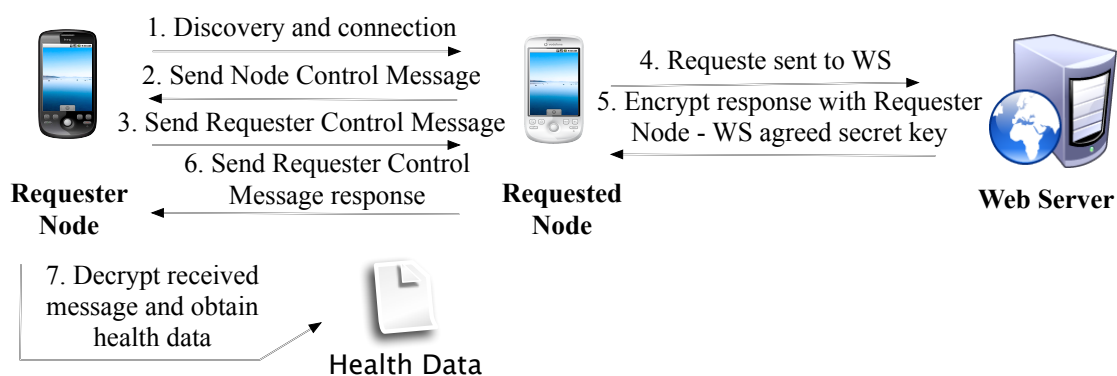 1. Discovery and connection
2. Send Node Control Message
3. Send Requester Control Message
4. Requeste sent to WS
5. Encrypt response with Requester
Node - WS agreed secret key
6. Send Requester Control
Message response
Requester
Node
Requested
Node
Web Server
7. Decrypt received
message and obtain
health data
Health Data